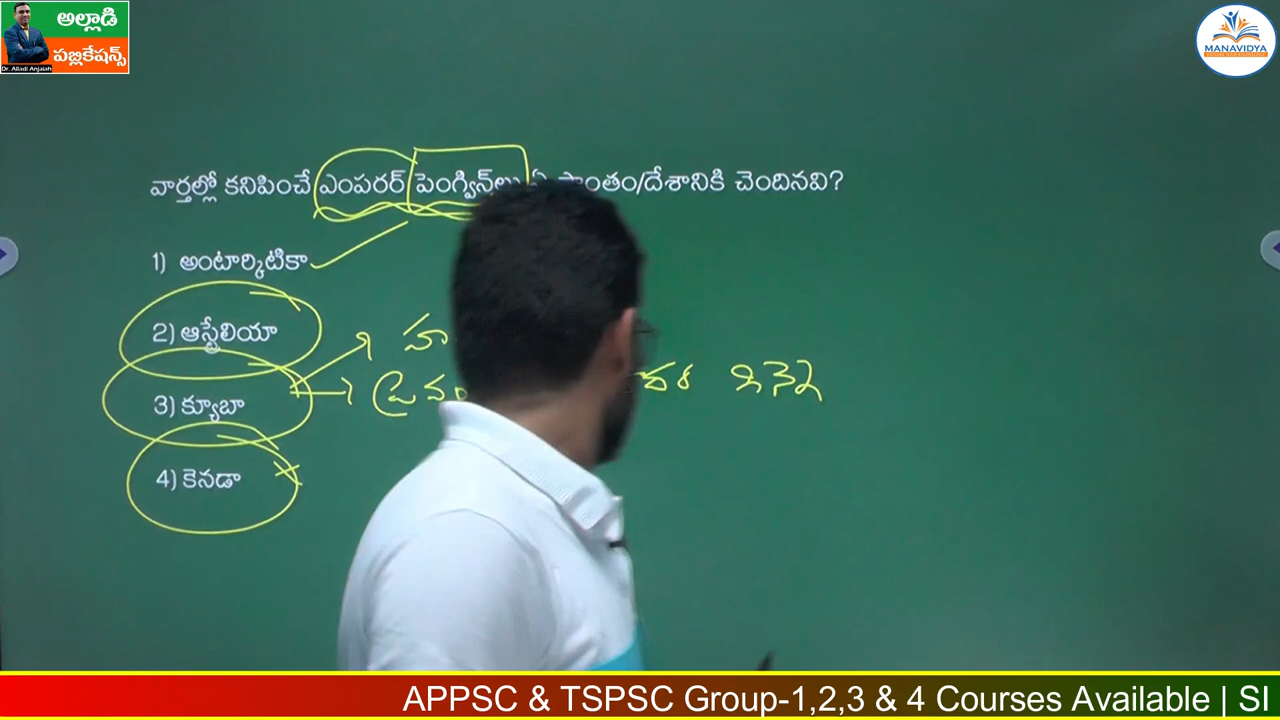 అల్లాడి
పబ్లికేషన్స్
Dr. Alladi Anjaiah
MANAVIDYA
వార్తల్లో కనిపించే ఎంపరర్ పెంగ్విన్‌లు ఏ ప్రాంతం/దేశానికి చెందినవి?
1) అంటార్కిటికా
2) ఆస్ట్రేలియా
హ
3) క్యూబా
4) కెనడా
APPSC & TSPSC Group-1,2,3 & 4 Courses Available | SI